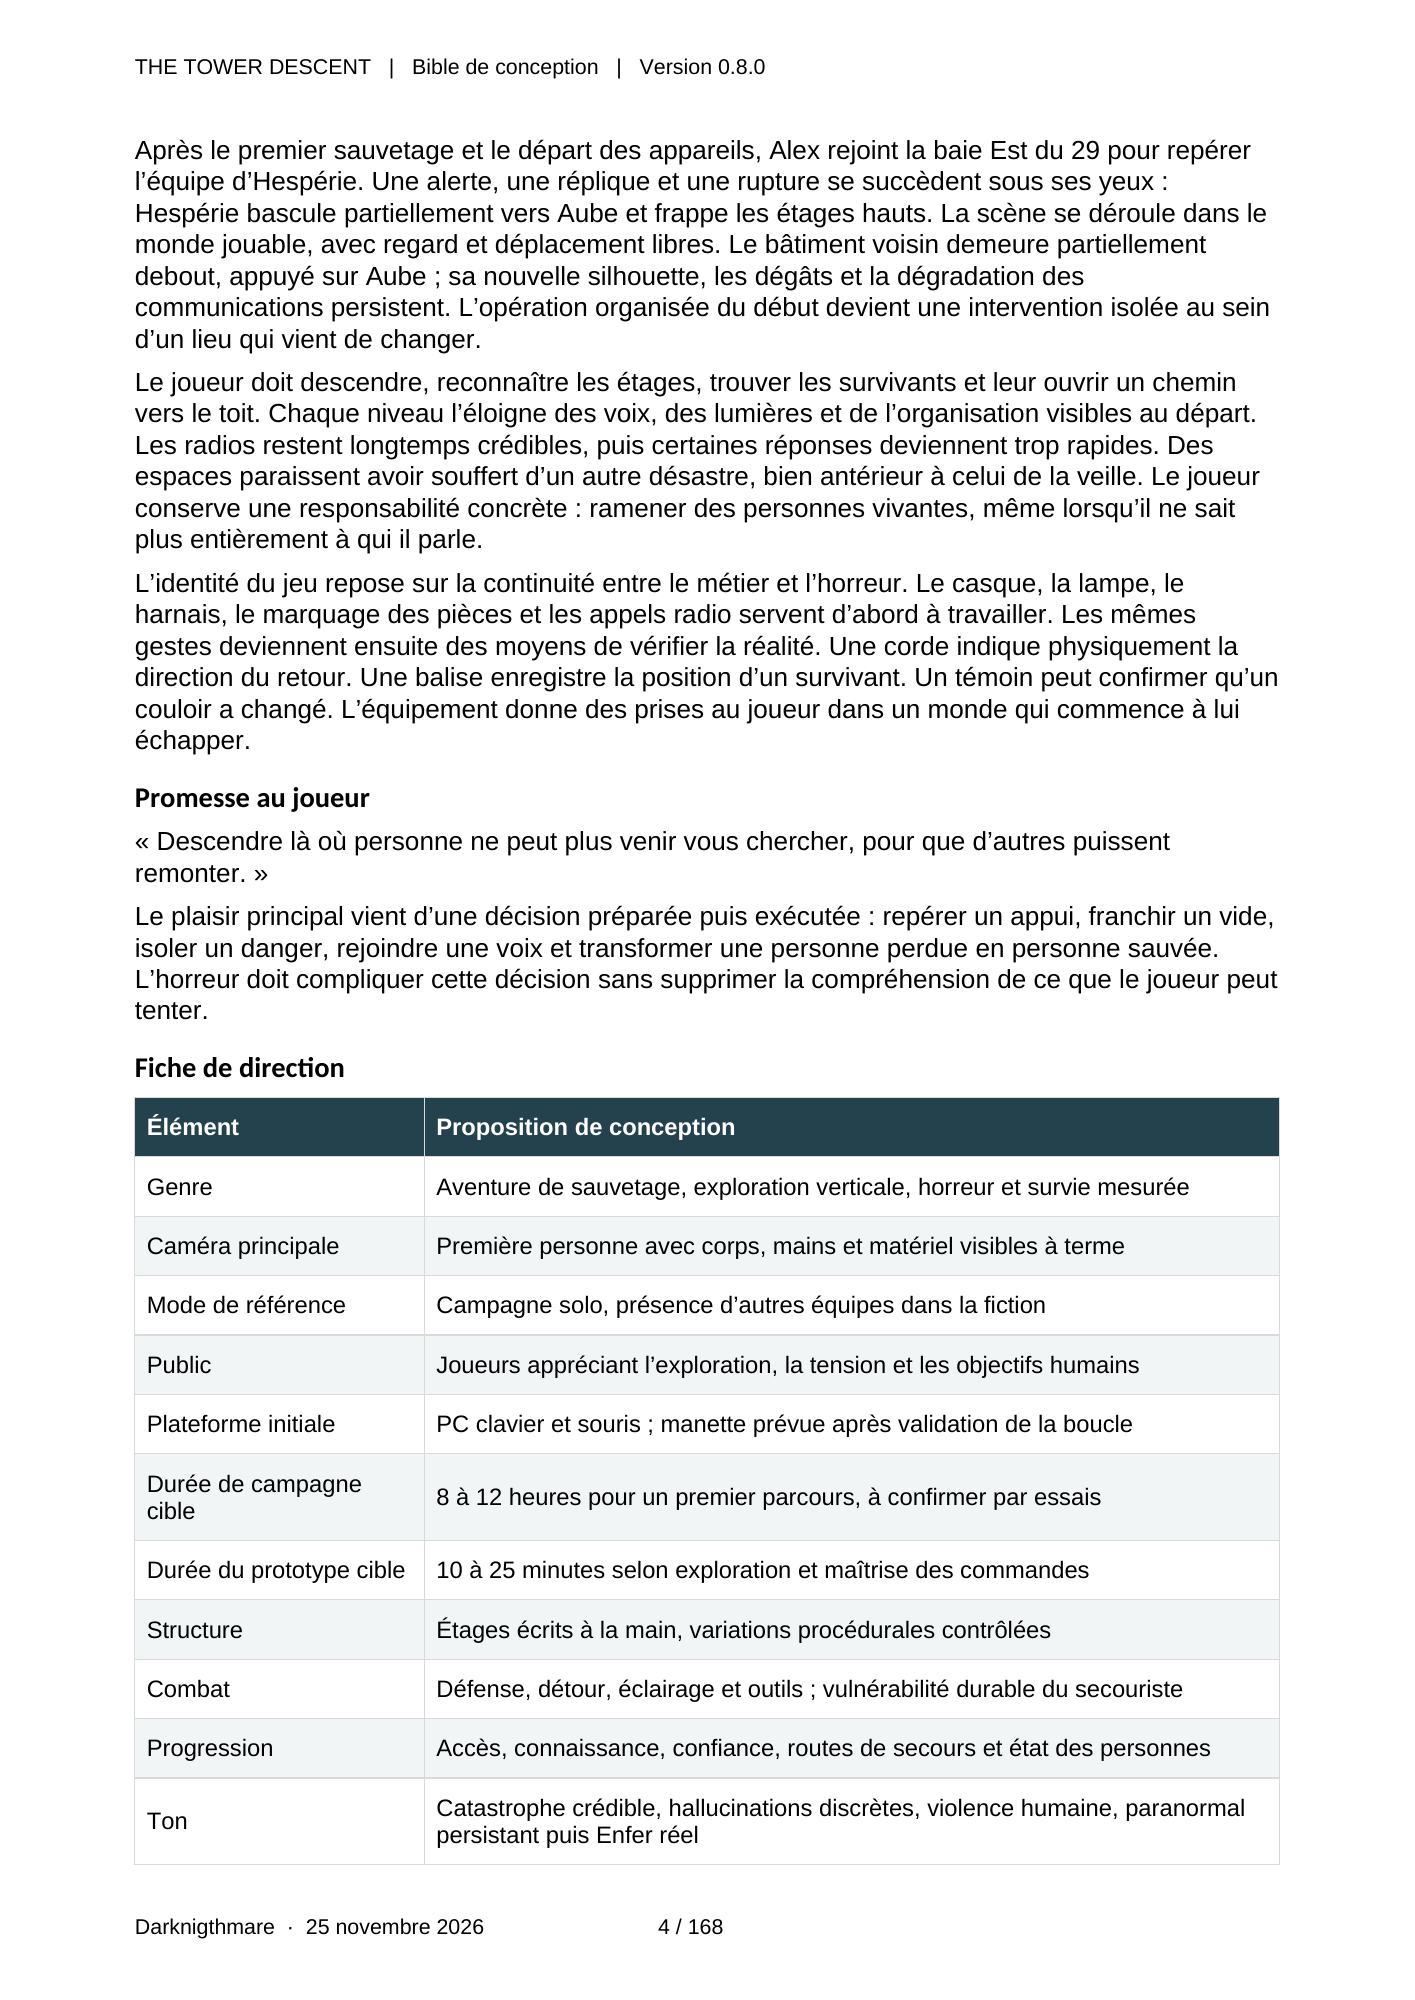 THE TOWER DESCENT | Bible de conception | Version 0.8.0
Après le premier sauvetage et le départ des appareils, Alex rejoint la baie Est du 29 pour repérer
l’équipe d’Hespérie. Une alerte, une réplique et une rupture se succèdent sous ses yeux :
Hespérie bascule partiellement vers Aube et frappe les étages hauts. La scène se déroule dans le
monde jouable, avec regard et déplacement libres. Le bâtiment voisin demeure partiellement
debout, appuyé sur Aube ; sa nouvelle silhouette, les dégâts et la dégradation des
communications persistent. L’opération organisée du début devient une intervention isolée au sein
d’un lieu qui vient de changer.
Le joueur doit descendre, reconnaître les étages, trouver les survivants et leur ouvrir un chemin
vers le toit. Chaque niveau l’éloigne des voix, des lumières et de l’organisation visibles au départ.
Les radios restent longtemps crédibles, puis certaines réponses deviennent trop rapides. Des
espaces paraissent avoir souffert d’un autre désastre, bien antérieur à celui de la veille. Le joueur
conserve une responsabilité concrète : ramener des personnes vivantes, même lorsqu’il ne sait
plus entièrement à qui il parle.
L’identité du jeu repose sur la continuité entre le métier et l’horreur. Le casque, la lampe, le
harnais, le marquage des pièces et les appels radio servent d’abord à travailler. Les mêmes
gestes deviennent ensuite des moyens de vérifier la réalité. Une corde indique physiquement la
direction du retour. Une balise enregistre la position d’un survivant. Un témoin peut confirmer qu’un
couloir a changé. L’équipement donne des prises au joueur dans un monde qui commence à lui
échapper.
Promesse au joueur
« Descendre là où personne ne peut plus venir vous chercher, pour que d’autres puissent
remonter. »
Le plaisir principal vient d’une décision préparée puis exécutée : repérer un appui, franchir un vide,
isoler un danger, rejoindre une voix et transformer une personne perdue en personne sauvée.
L’horreur doit compliquer cette décision sans supprimer la compréhension de ce que le joueur peut
tenter.
Fiche de direction
Élément Proposition de conception
Genre Aventure de sauvetage, exploration verticale, horreur et survie mesurée
Caméra principale Première personne avec corps, mains et matériel visibles à terme
Mode de référence Campagne solo, présence d’autres équipes dans la fiction
Public Joueurs appréciant l’exploration, la tension et les objectifs humains
Plateforme initiale PC clavier et souris ; manette prévue après validation de la boucle
Durée de campagne
cible 8 à 12 heures pour un premier parcours, à confirmer par essais
Durée du prototype cible 10 à 25 minutes selon exploration et maîtrise des commandes
Structure Étages écrits à la main, variations procédurales contrôlées
Combat Défense, détour, éclairage et outils ; vulnérabilité durable du secouriste
Progression Accès, connaissance, confiance, routes de secours et état des personnes
Ton Catastrophe crédible, hallucinations discrètes, violence humaine, paranormal
persistant puis Enfer réel
Darknigthmare · 25 novembre 2026 4 / 168